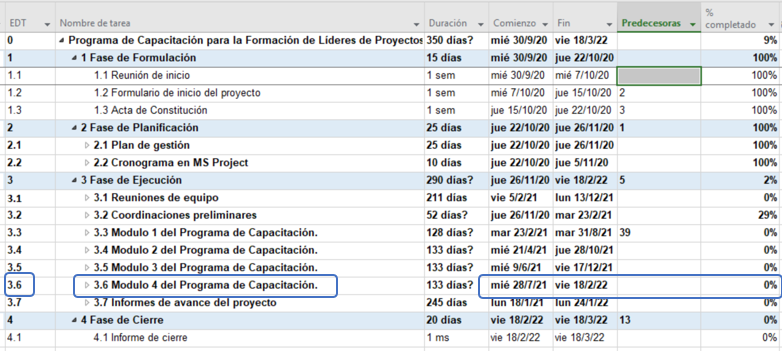 EDT Nombre de tarea Duración Comienzo Fin Predecesoras % completado
0 Programa de Capacitación para la Formación de Líderes de Proyectos 350 días? mié 30/9/20 vie 18/3/22 9%
1 1 Fase de Formulación 15 días mié 30/9/20 jue 22/10/20 100%
1.1 1.1 Reunión de inicio 1 sem mié 30/9/20 mié 7/10/20 100%
1.2 1.2 Formulario de inicio del proyecto 1 sem mié 7/10/20 jue 15/10/20 2 100%
1.3 1.3 Acta de Constitución 1 sem jue 15/10/20 jue 22/10/20 3 100%
2 2 Fase de Planificación 25 días jue 22/10/20 jue 26/11/20 1 100%
2.1 2.1 Plan de gestión 25 días jue 22/10/20 jue 26/11/20 100%
2.2 2.2 Cronograma en MS Project 10 días jue 22/10/20 jue 5/11/20 100%
3 3 Fase de Ejecución 290 días? jue 26/11/20 vie 18/2/22 5 2%
3.1 3.1 Reuniones de equipo 211 días vie 5/2/21 lun 13/12/21 0%
3.2 3.2 Coordinaciones preliminares 52 días? jue 26/11/20 mar 23/2/21 29%
3.3 3.3 Modulo 1 del Programa de Capacitación. 128 días? mar 23/2/21 mar 31/8/21 39 0%
3.4 3.4 Modulo 2 del Programa de Capacitación. 133 días? mié 21/4/21 jue 28/10/21 0%
3.5 3.5 Modulo 3 del Programa de Capacitación. 133 días? mié 9/6/21 vie 17/12/21 0%
3.6 3.6 Modulo 4 del Programa de Capacitación. 133 días? mié 28/7/21 vie 18/2/22 0%
3.7 3.7 Informes de avance del proyecto 245 días lun 18/1/21 lun 24/1/22 0%
4 4 Fase de Cierre 20 días vie 18/2/22 vie 18/3/22 13 0%
4.1 4.1 Informe de cierre 1 ms vie 18/2/22 vie 18/3/22 0%